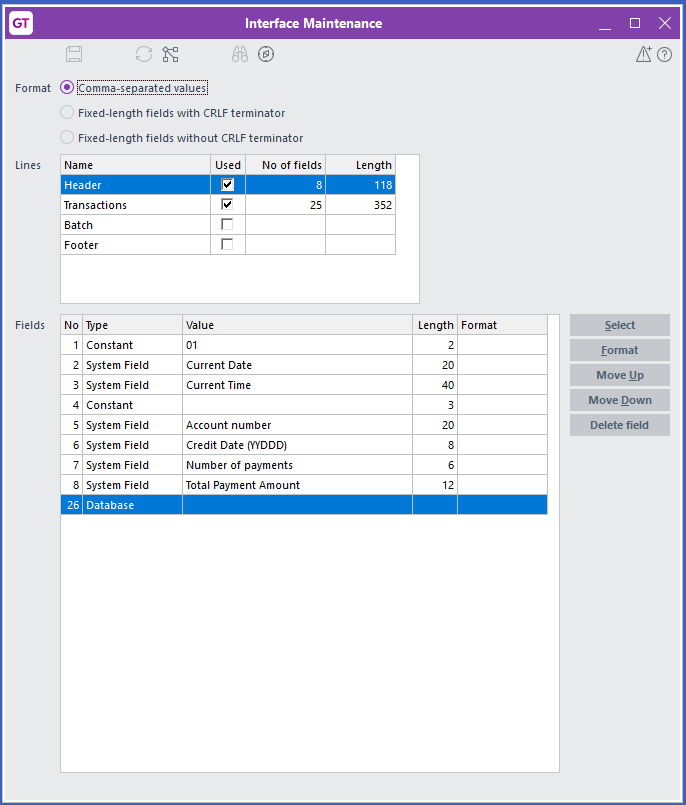 GT Interface Maintenance
Format Comma-separated values
Fixed-length fields with CRLF terminator
Fixed-length fields without CRLF terminator
Lines Name Used No of fields Length
Header 8 118
Transactions 25 352
Batch
Footer
Fields No Type Value Length Format Select
1 Constant 01 2
2 System Field Current Date 20 Format
3 System Field Current Time 40 Move Up
4 Constant 3 Move Down
5 System Field Account number 20 Delete field
6 System Field Credit Date (YYDDD) 8
7 System Field Number of payments 6
8 System Field Total Payment Amount 12
26 Database